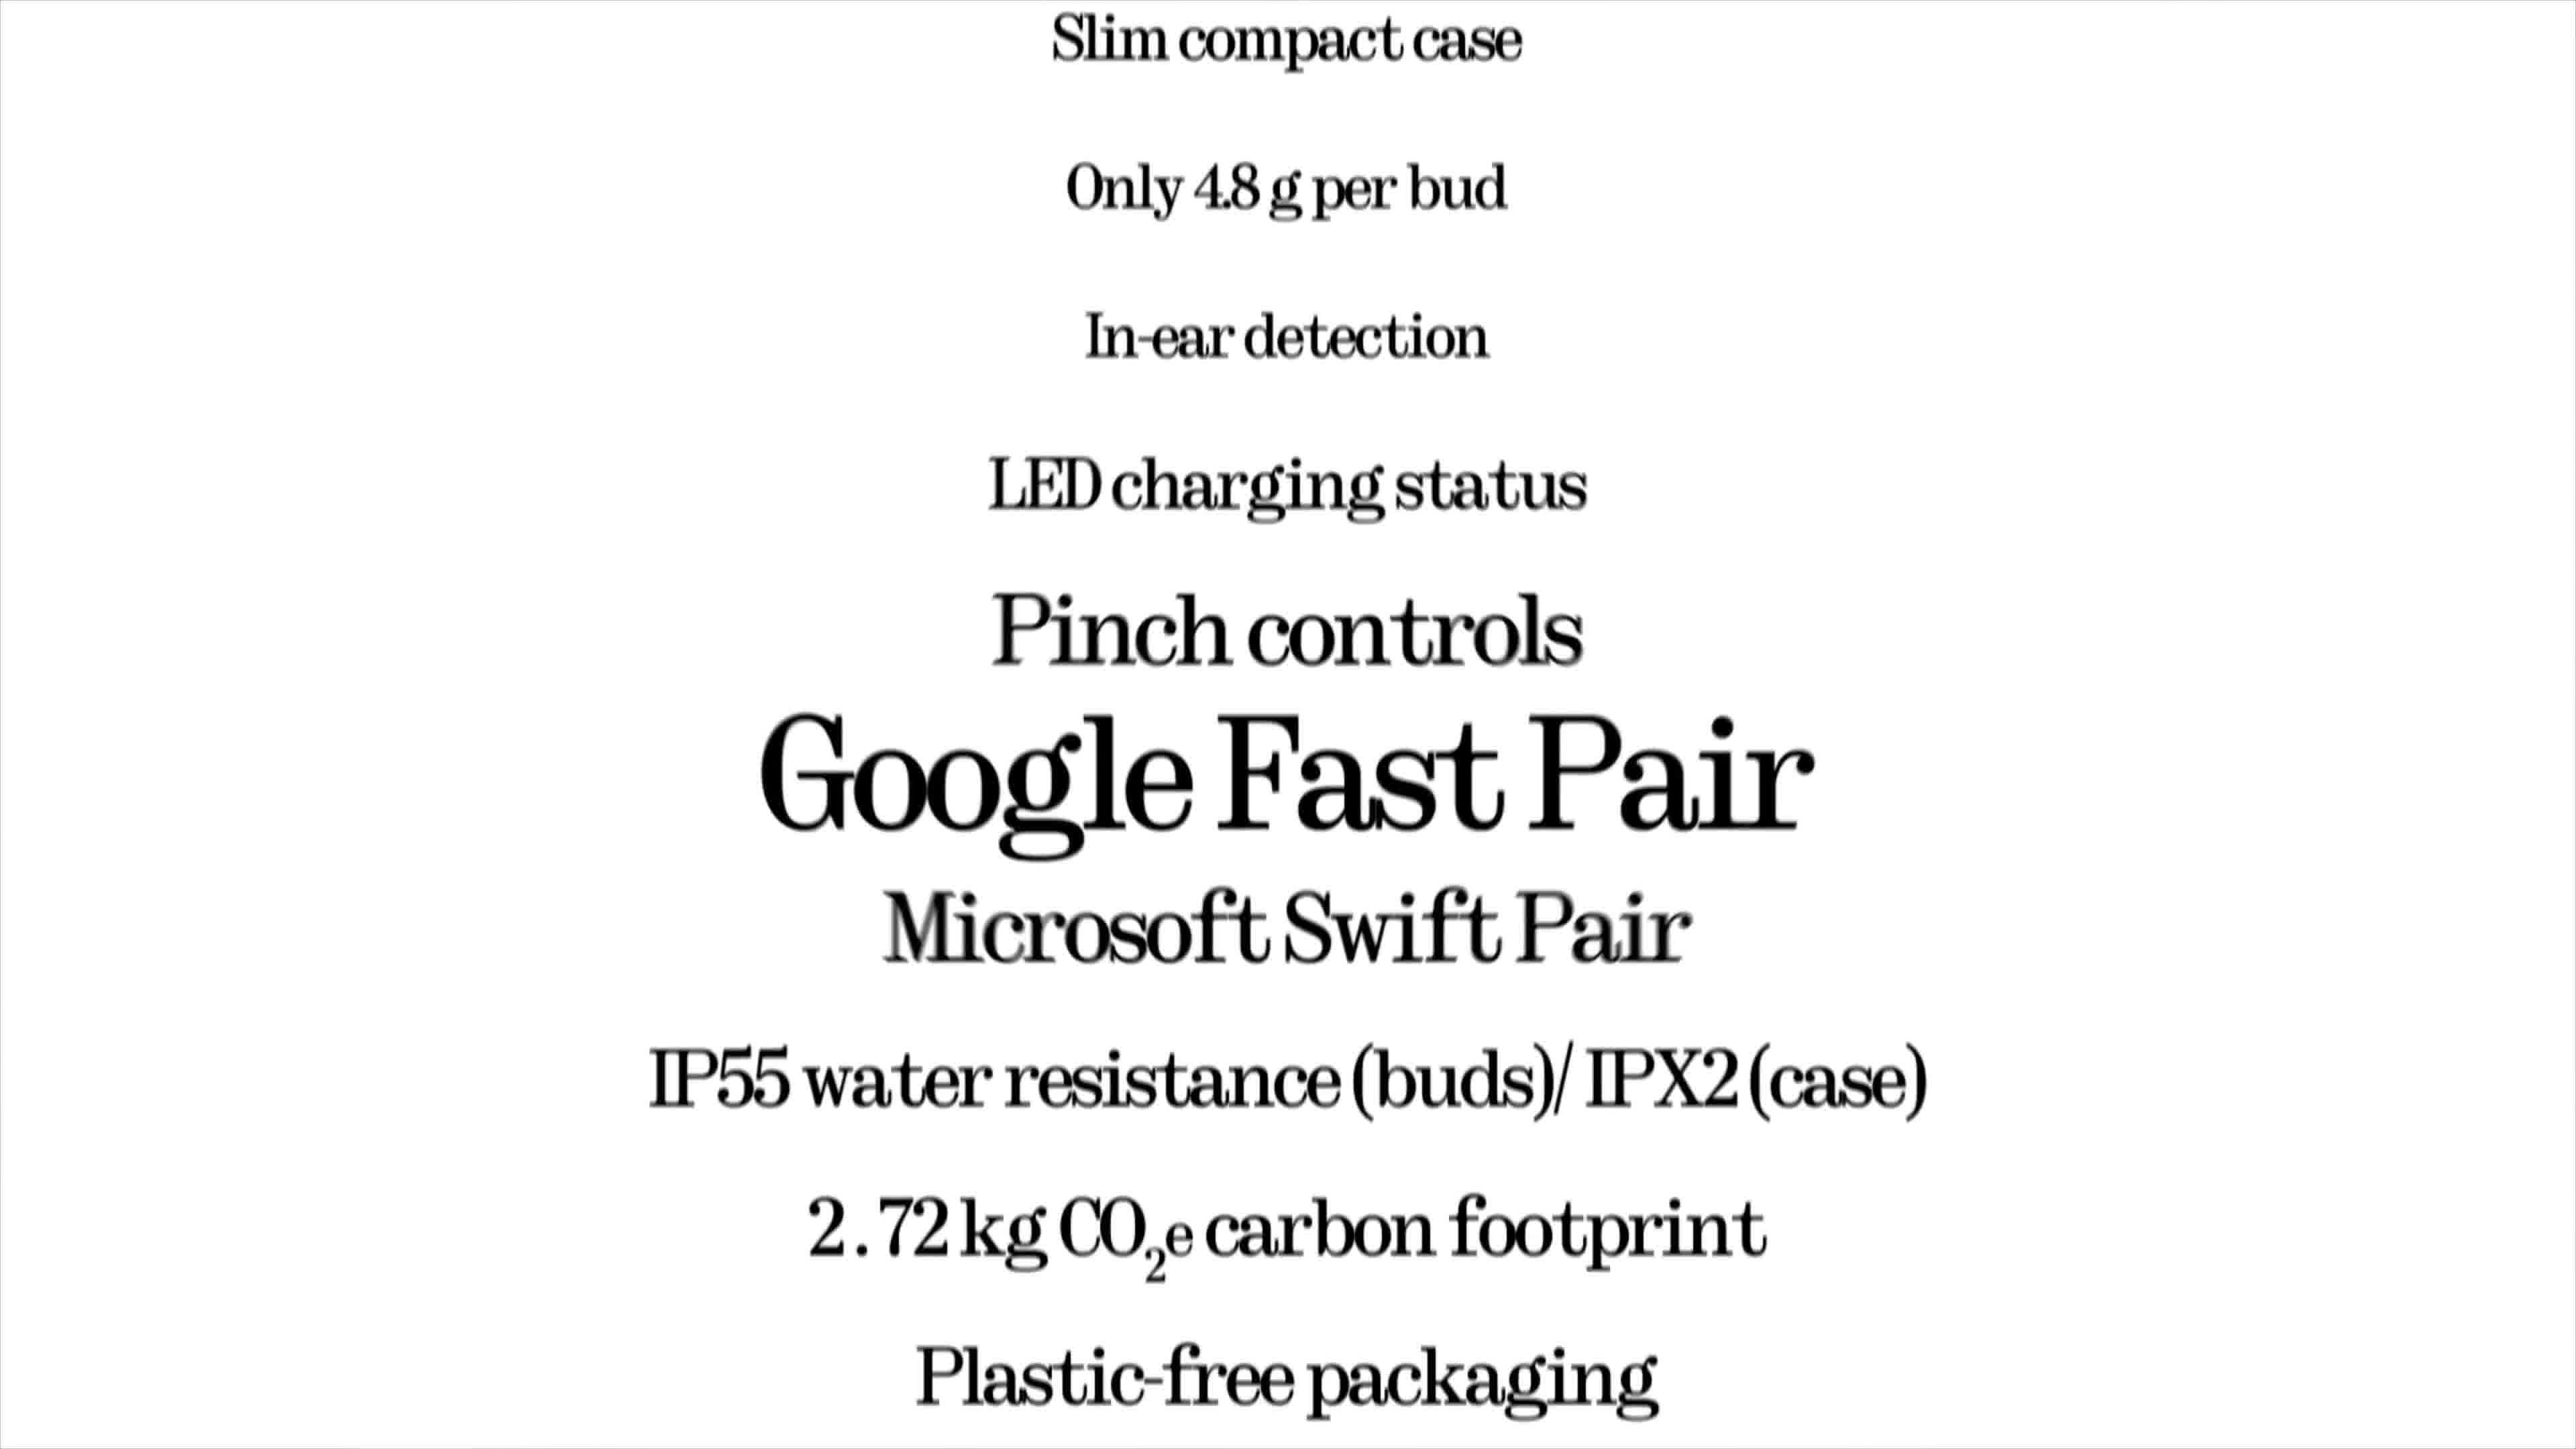 Slim compact case
Only 4.8 g per bud
In-ear detection
LED charging status
Pinch controls
Google Fast Pair
Microsoft Swift Pair
IP55 water resistance (buds)/ IPX2 (case)
2.72 kg CO₂e carbon footprint
Plastic-free packaging